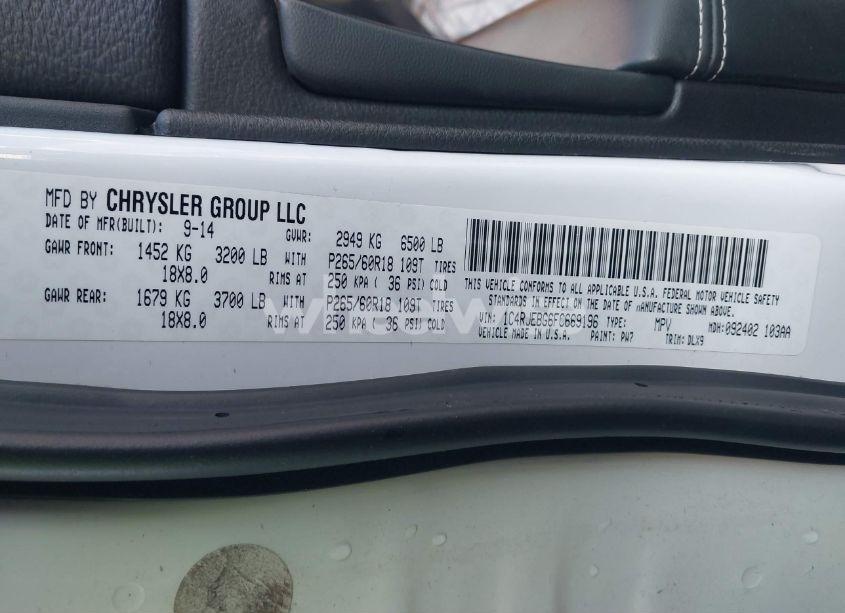 MFD BY CHRYSLER GROUP LLC
DATE OF MFR(BUILT): 9-14 GVWR: 2949 KG 6500 LB
GAWR FRONT: 1452 KG 3200 LB WITH P265/60R18 109T TIRES
18X8.0 RIMS AT 250 KPA ( 36 PSI) COLD
GAWR REAR: 1679 KG 3700 LB WITH P265/60R18 109T TIRES
18X8.0 RIMS AT 250 KPA ( 36 PSI) COLD
THIS VEHICLE CONFORMS TO ALL APPLICABLE U.S.A. FEDERAL MOTOR VEHICLE SAFETY
STANDARDS IN EFFECT ON THE DATE OF MANUFACTURE SHOWN ABOVE.
VIN: 1C4RJEBG6FC669196 TYPE: MPV MDH: 092402 103AA
VEHICLE MADE IN U.S.A. PAINT: PW7 TRIM: DLX9